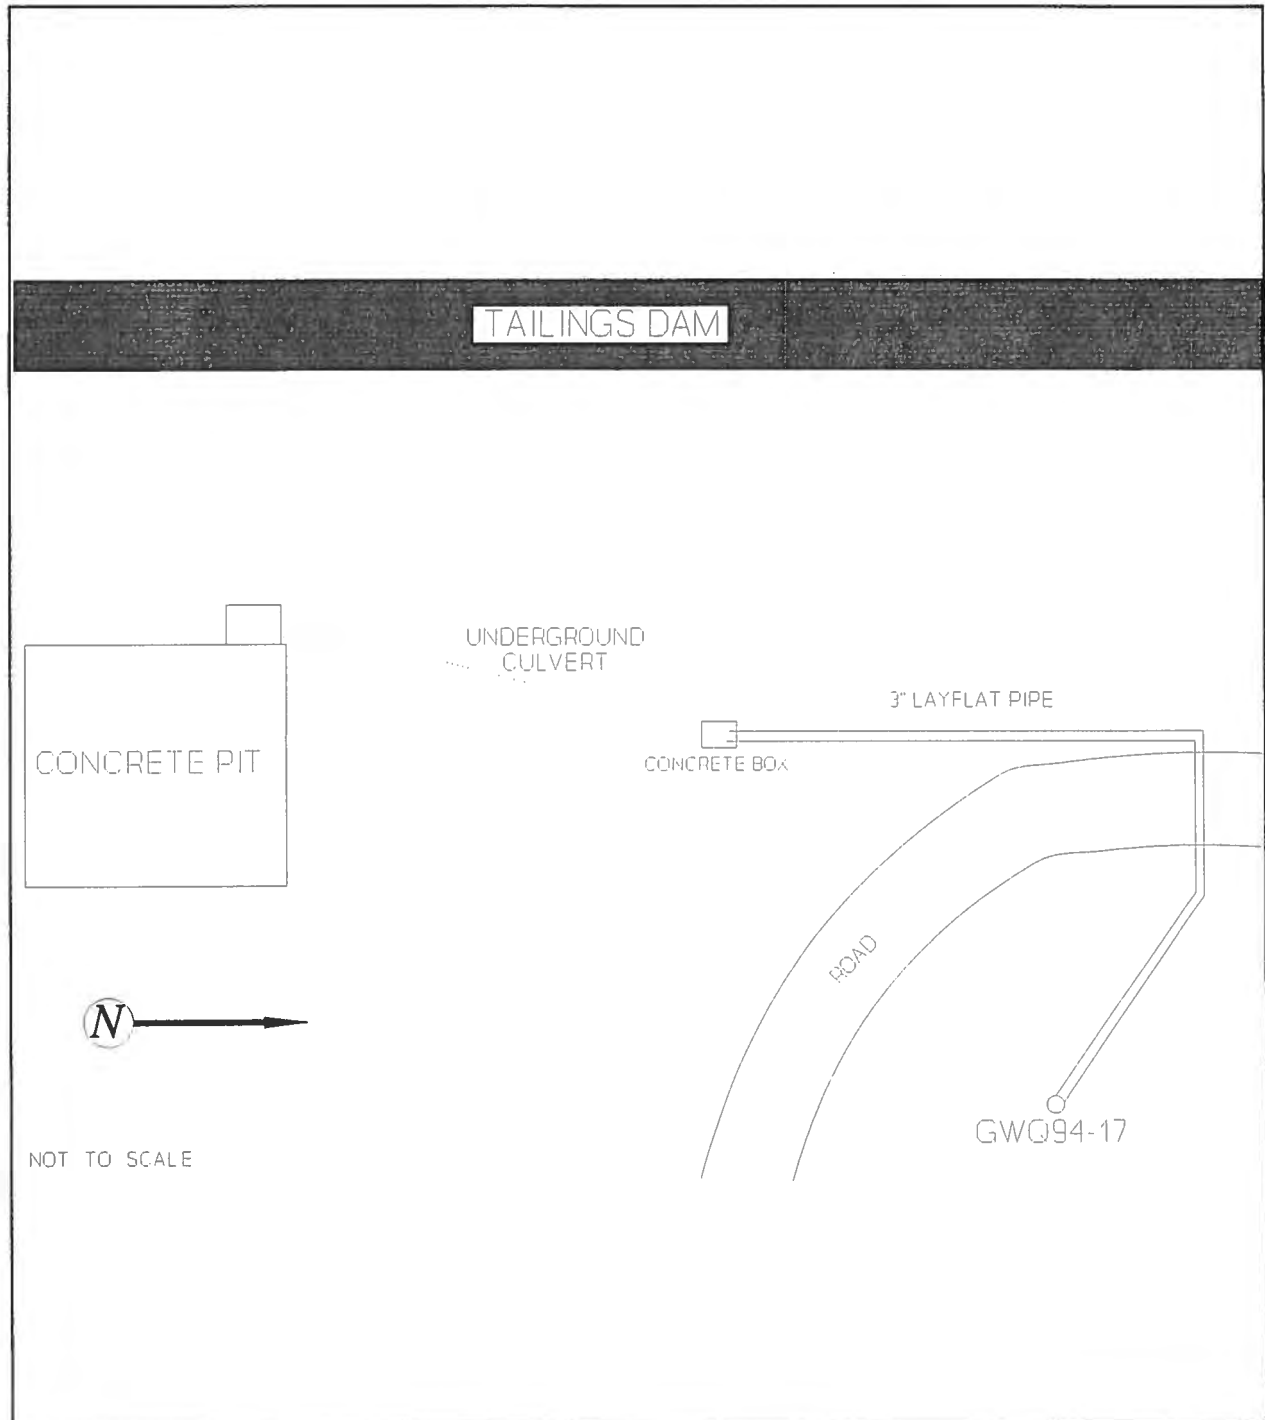 TAILINGS DAM
UNDERGROUND
CULVERT
3" LAYFLAT PIPE
CONCRETE PIT
CONCRETE BOX
ROAD
N
GWQ94-17
NOT TO SCALE